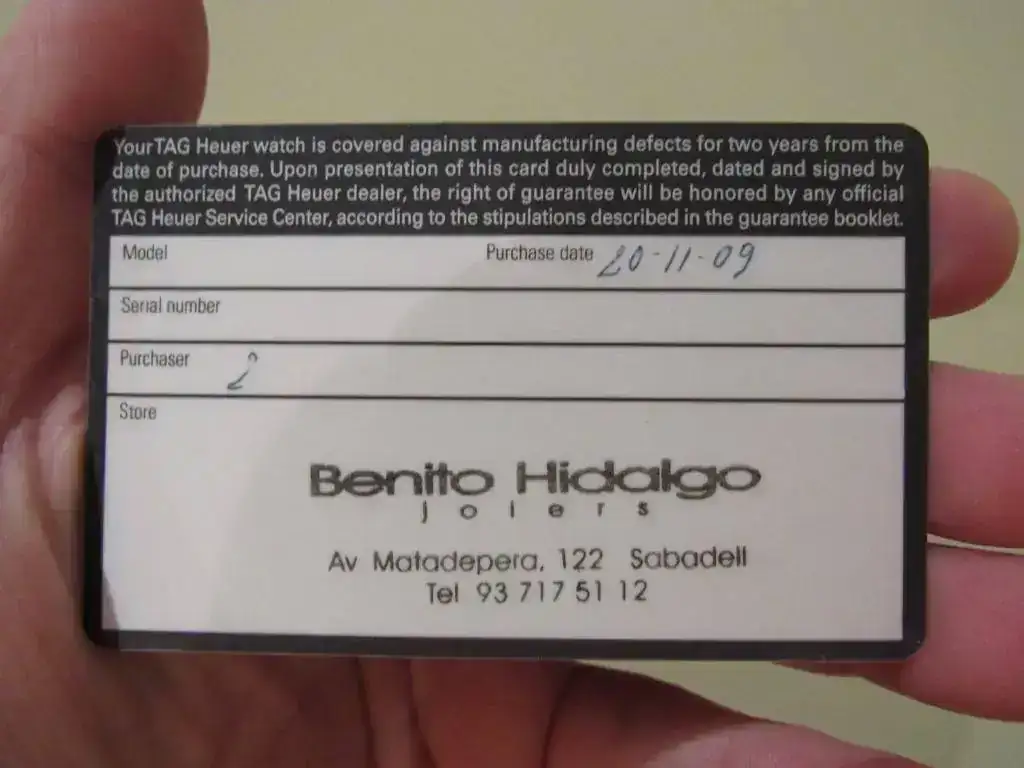 Your TAG Heuer watch is covered against manufacturing defects for two years from the
date of purchase. Upon presentation of this card duly completed, dated and signed by
the authorized TAG Heuer dealer, the right of guarantee will be honored by any official
TAG Heuer Service Center, according to the stipulations described in the guarantee booklet.
Model Purchase date 20-11-09
Serial number
Purchaser
Store
Benito Hidalgo
Joiers
Av Matadepera, 122 Sabadell
Tel 93 717 51 12